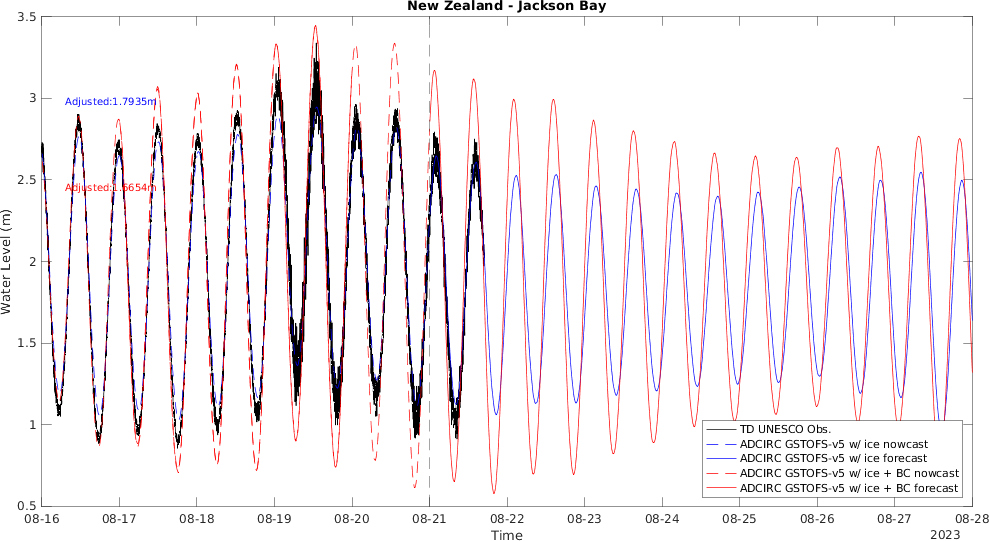 New Zealand - Jackson Bay
3.5
3
2.5
2
1.5
1
0.5
Water Level (m)
Adjusted:1.7935m
TD UNESCO Obs.
ADCIRC GSTOFS-v5 w/ ice nowcast
ADCIRC GSTOFS-v5 w/ ice forecast
ADCIRC GSTOFS-v5 w/ ice + BC nowcast
ADCIRC GSTOFS-v5 w/ ice + BC forecast
08-16 08-17 08-18 08-19 08-20 08-21 08-22 08-23 08-24 08-25 08-26 08-27 08-28
Time
2023